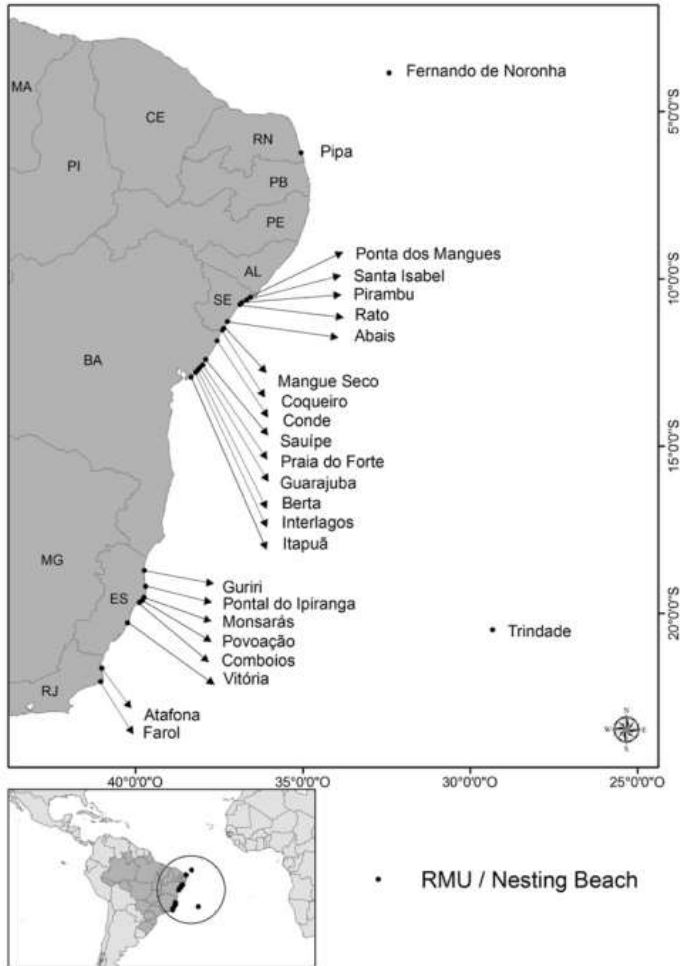 Fernando de Noronha
MA
CE
5°0'0"S
RN
Pipa
PI
PB
PE
Ponta dos Mangues
AL
Santa Isabel
10°0'0"S
SE
Pirambu
Rato
Abais
BA
Mangue Seco
Coqueiro
Conde
Sauípe
15°0'0"S
Praia do Forte
Guarajuba
Berta
Interlagos
Itapuã
MG
Guriri
ES
Pontal do Ipiranga
Monsarás
20°0'0"S
Trindade
Povoação
Comboios
Vitória
RJ
Atafona
Farol
N
W
E
S
40°0'0"O
35°0'0"O
30°0'0"O
25°0'0"O
RMU / Nesting Beach